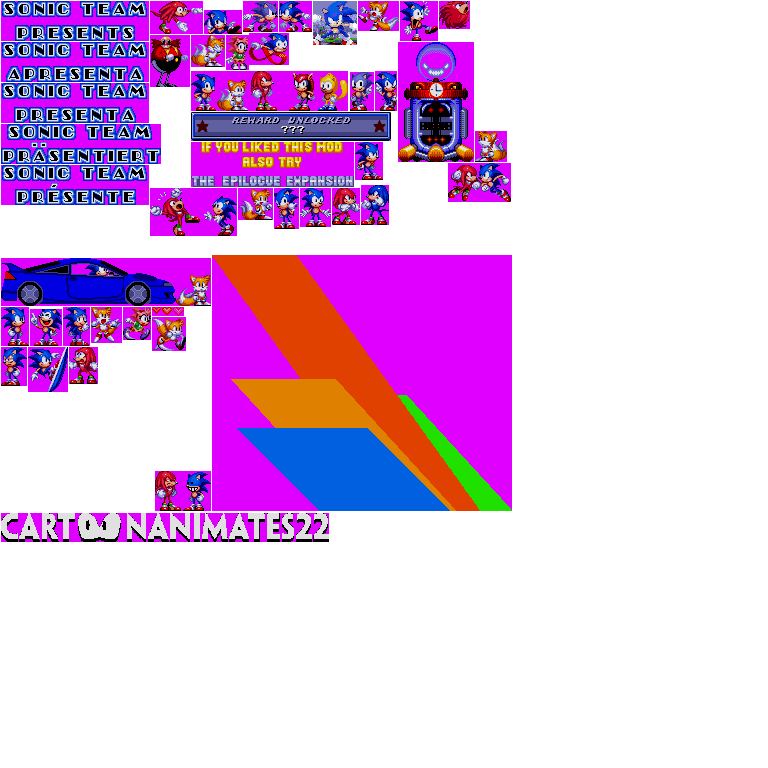 SONIC TEAM
PRESENTS
SONIC TEAM
APRESENTA
SONIC TEAM
PRESENTA
SONIC TEAM
PRÄSENTIERT
SONIC TEAM
PRÉSENTE
REWARD UNLOCKED
???
IF YOU LIKED THIS MOD
ALSO TRY
THE EPILOGUE EXPANSION
CARTOONANIMATES22